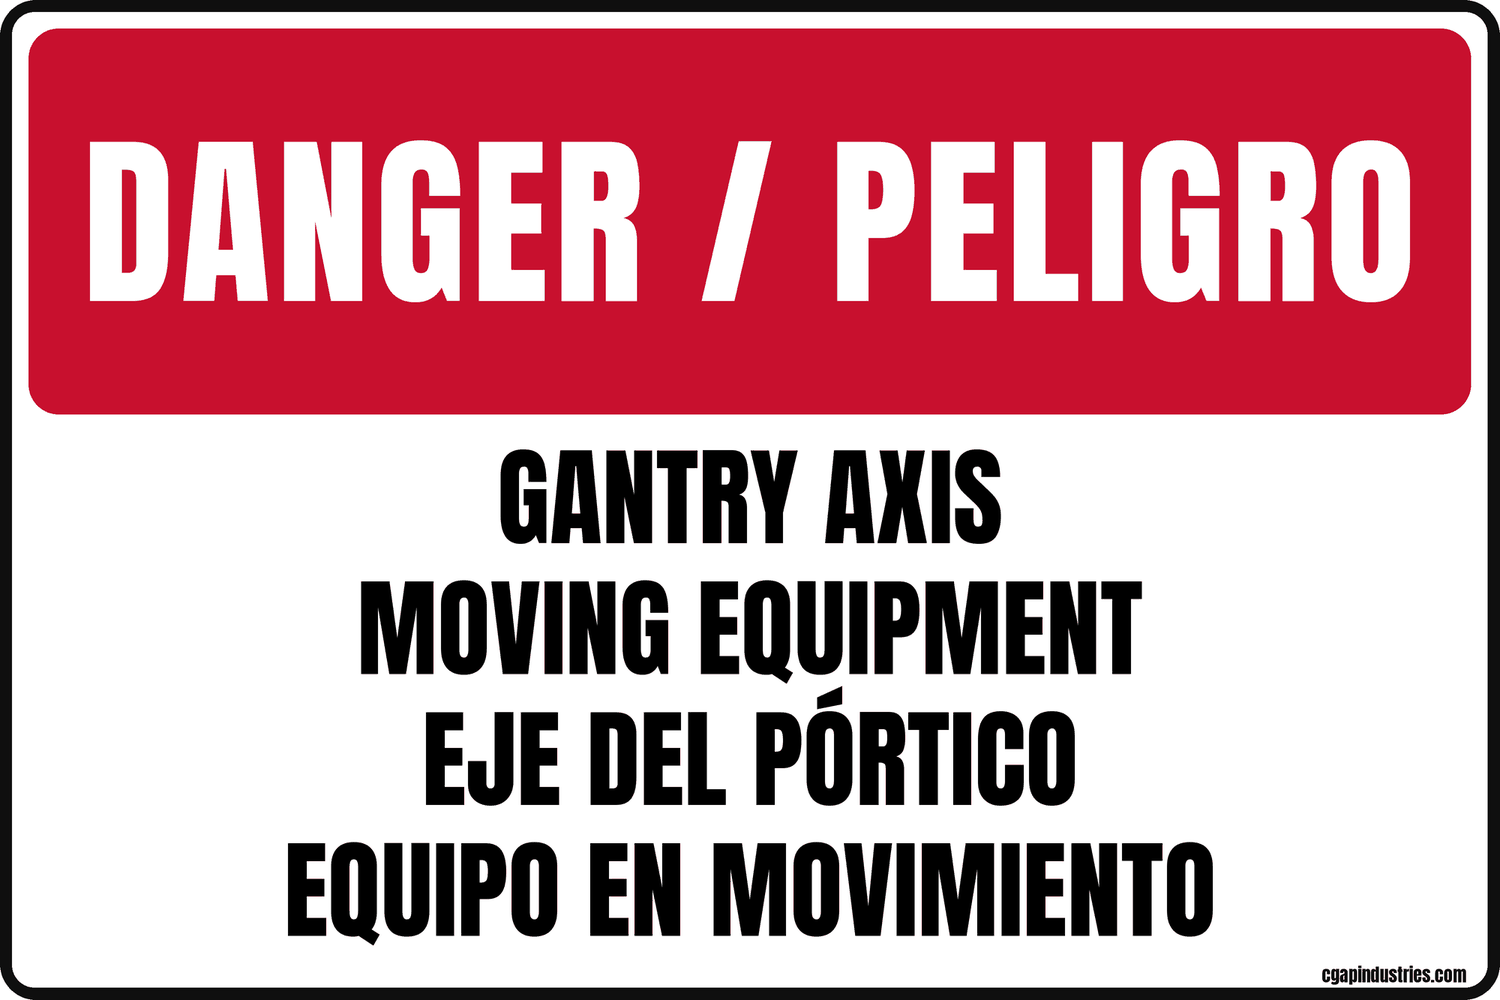 DANGER / PELIGRO
GANTRY AXIS
MOVING EQUIPMENT
EJE DEL PÓRTICO
EQUIPO EN MOVIMIENTO
cgapindustries.com